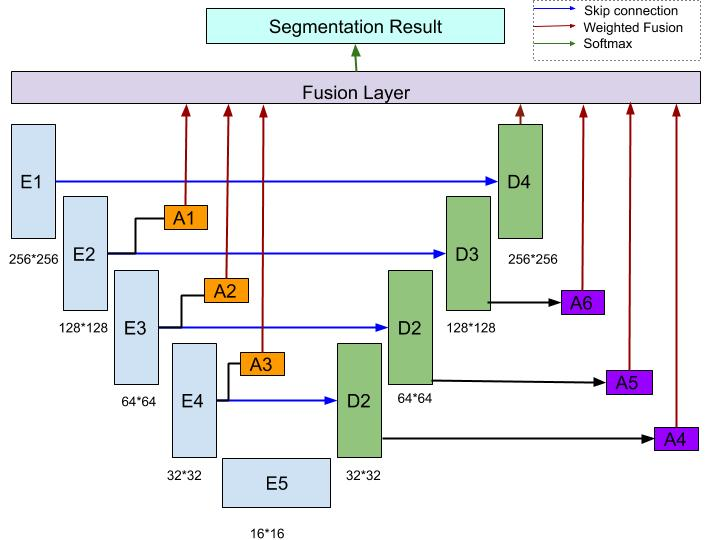 Segmentation Result
Skip connection
Weighted Fusion
Softmax
Fusion Layer
E1
D4
A1
256*256
E2
D3
256*256
A2
A6
128*128
E3
D2
128*128
A3
A5
64*64
E4
D2
64*64
A4
32*32
E5
32*32
16*16